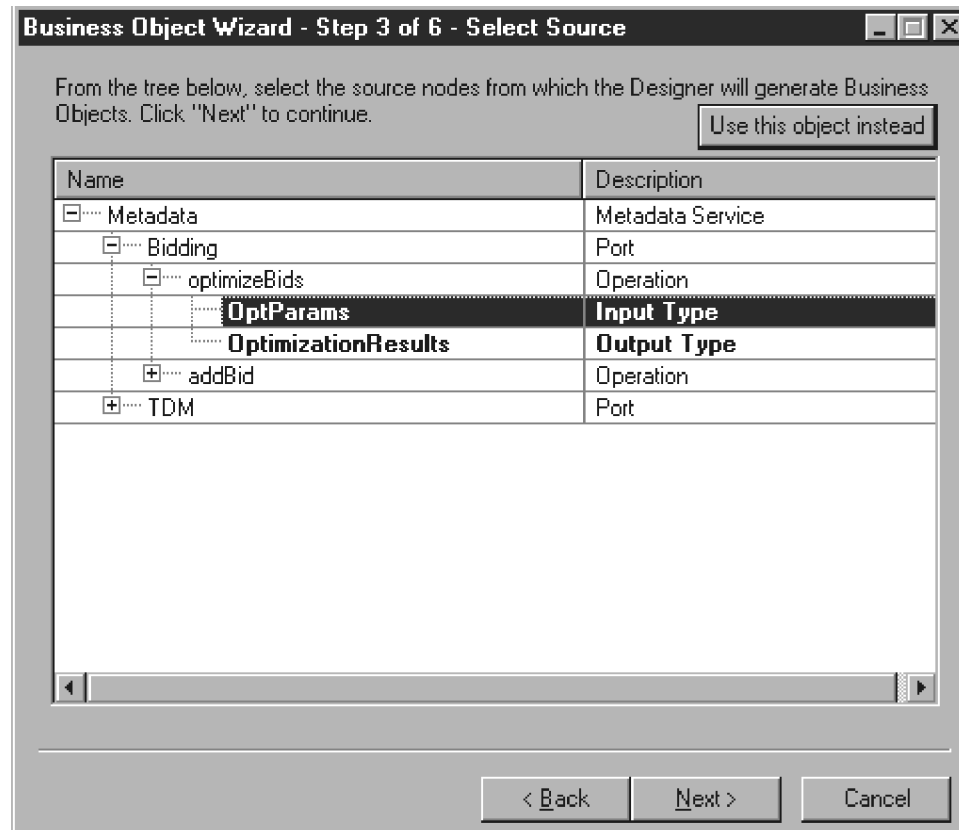 Business Object Wizard - Step 3 of 6 - Select Source
From the tree below, select the source nodes from which the Designer will generate Business
Objects. Click "Next" to continue.
Use this object instead
Name Description
Metadata Metadata Service
Bidding Port
optimizeBids Operation
OptParams Input Type
OptimizationResults Output Type
addBid Operation
TDM Port
< Back Next > Cancel